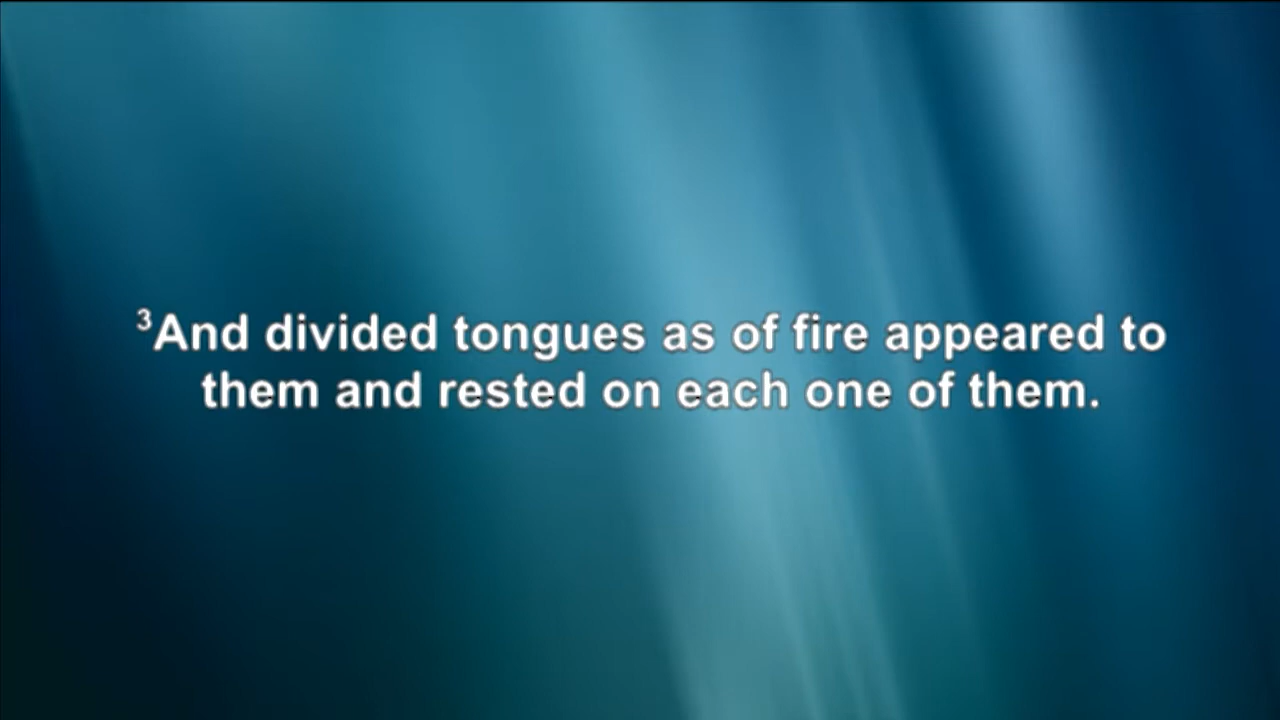 ³And divided tongues as of fire appeared to
them and rested on each one of them.